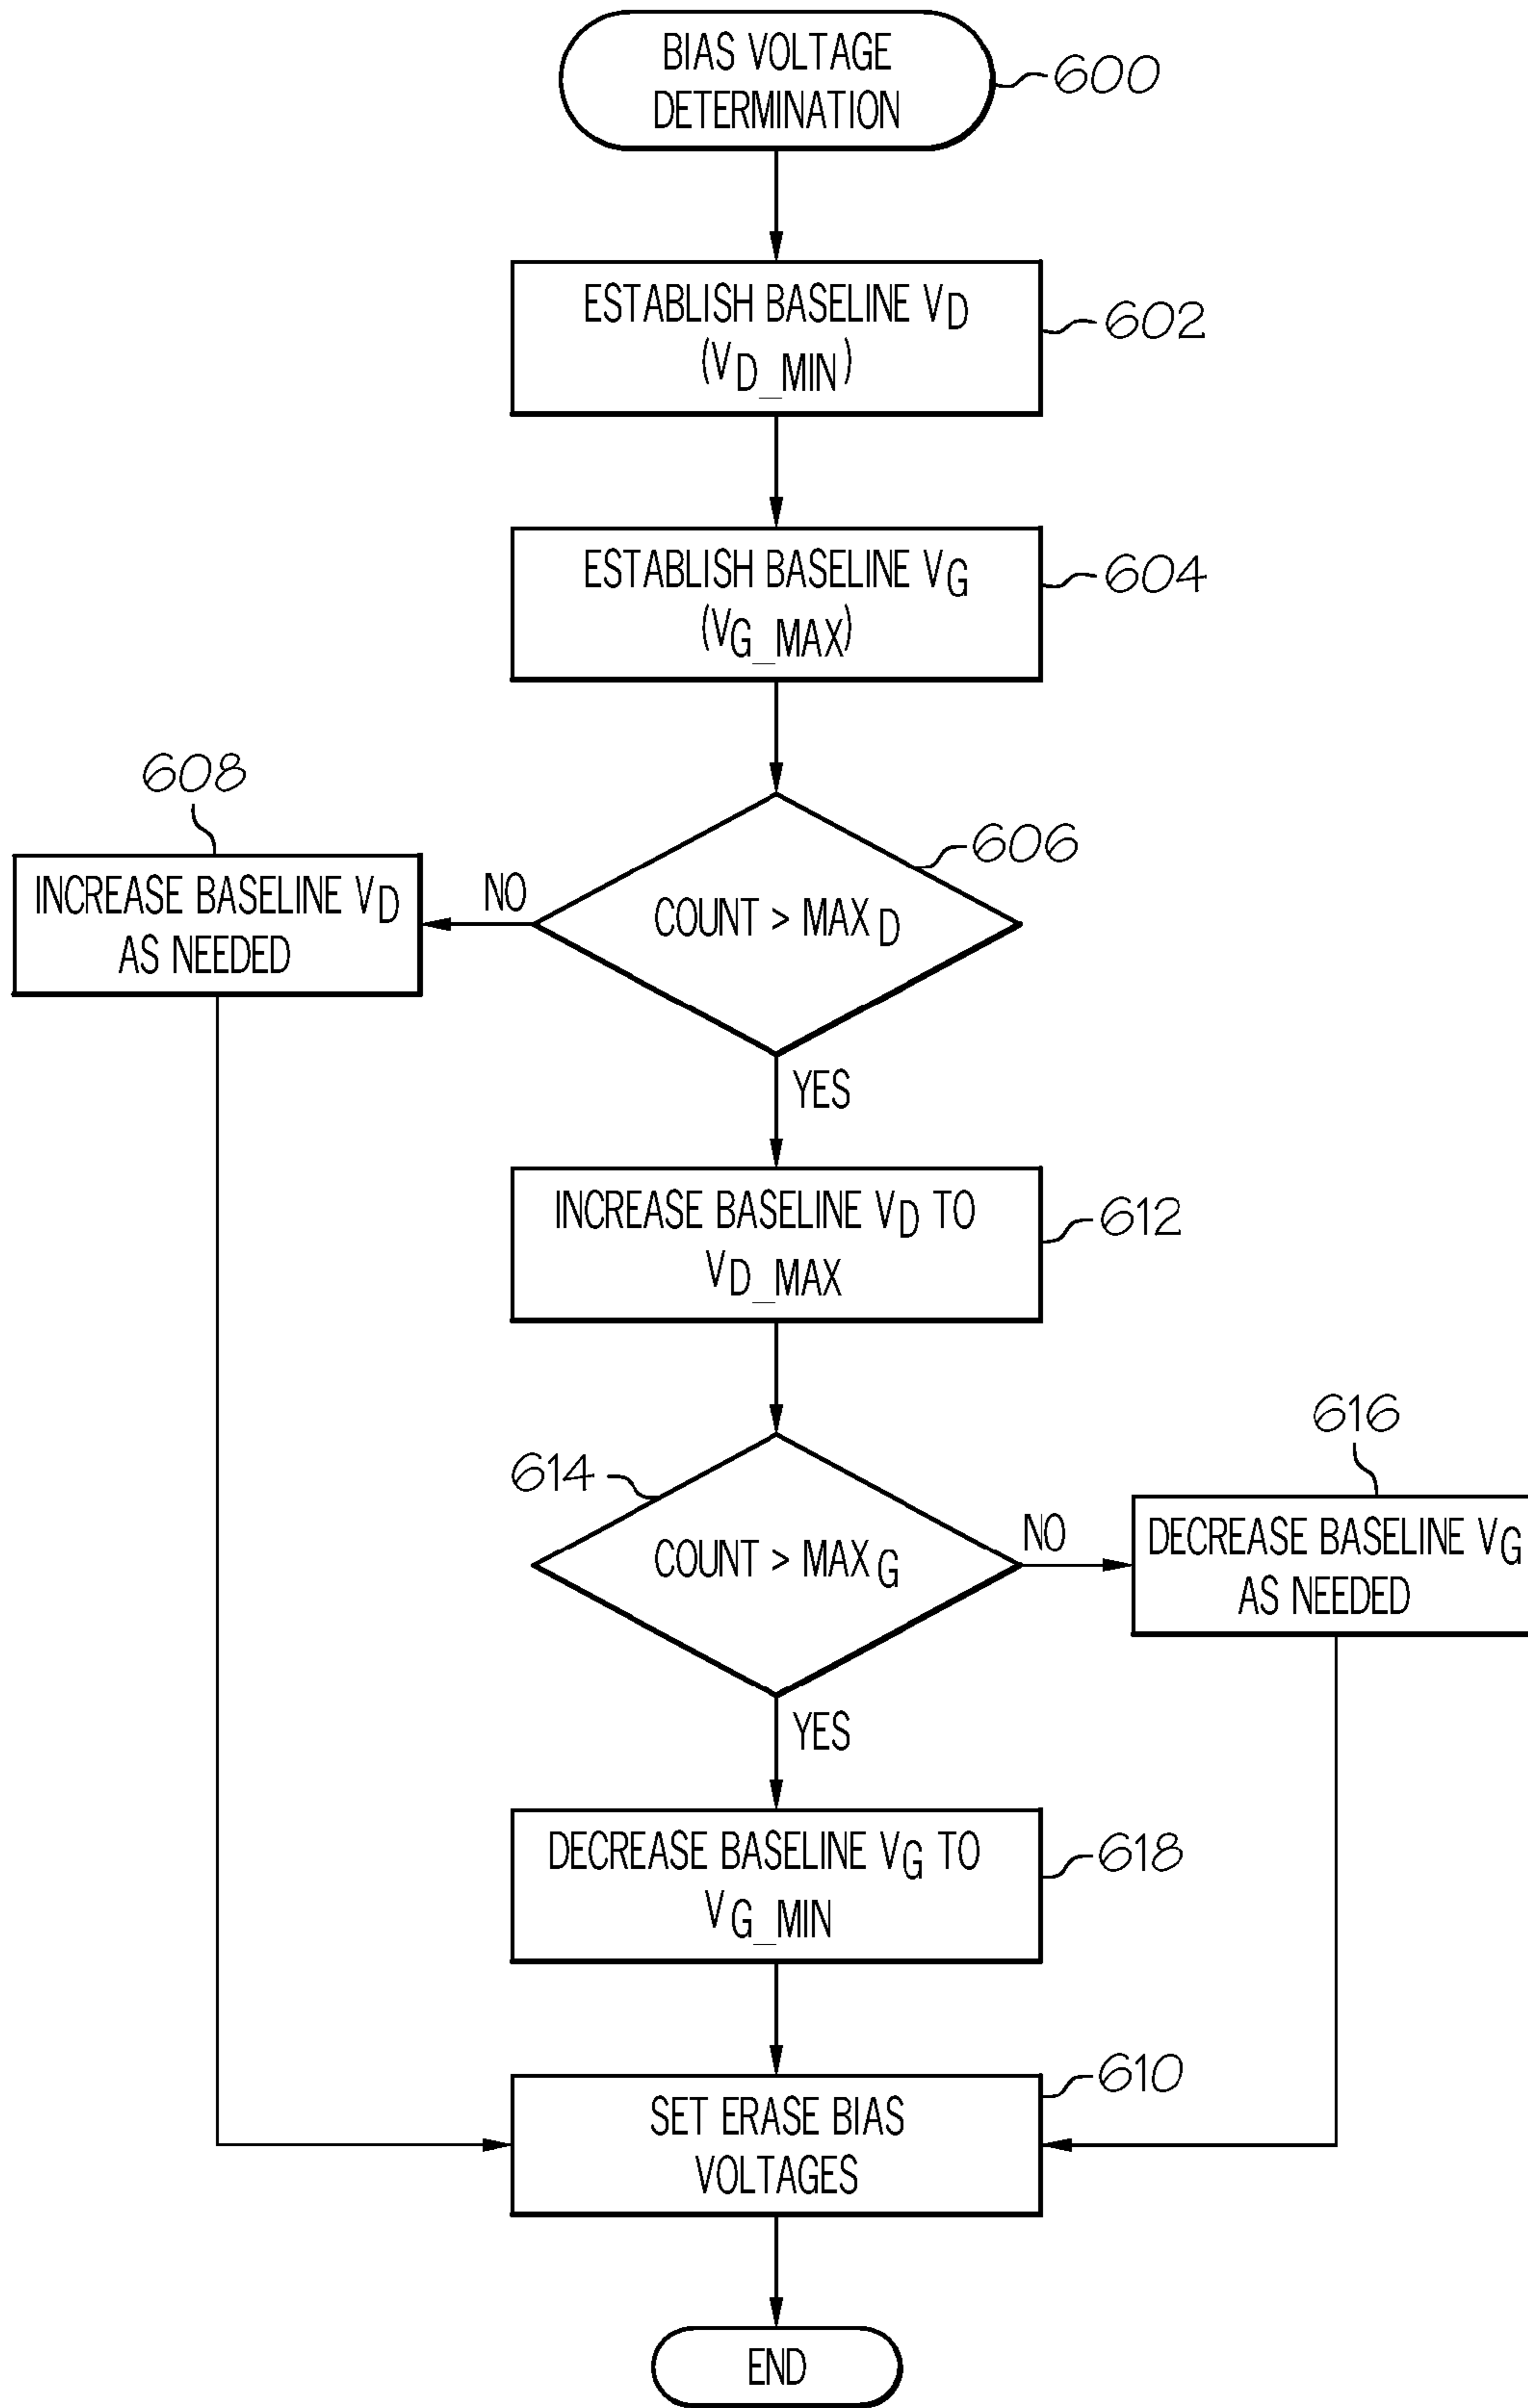 BIAS VOLTAGE
DETERMINATION
600
ESTABLISH BASELINE VD
(VD_MIN)
602
ESTABLISH BASELINE VG
(VG_MAX)
604
608
606
INCREASE BASELINE VD
AS NEEDED
NO
COUNT > MAXD
YES
INCREASE BASELINE VD TO
VD_MAX
612
616
614
COUNT > MAXG
NO
DECREASE BASELINE VG
AS NEEDED
YES
DECREASE BASELINE VG TO
VG_MIN
618
610
SET ERASE BIAS
VOLTAGES
END